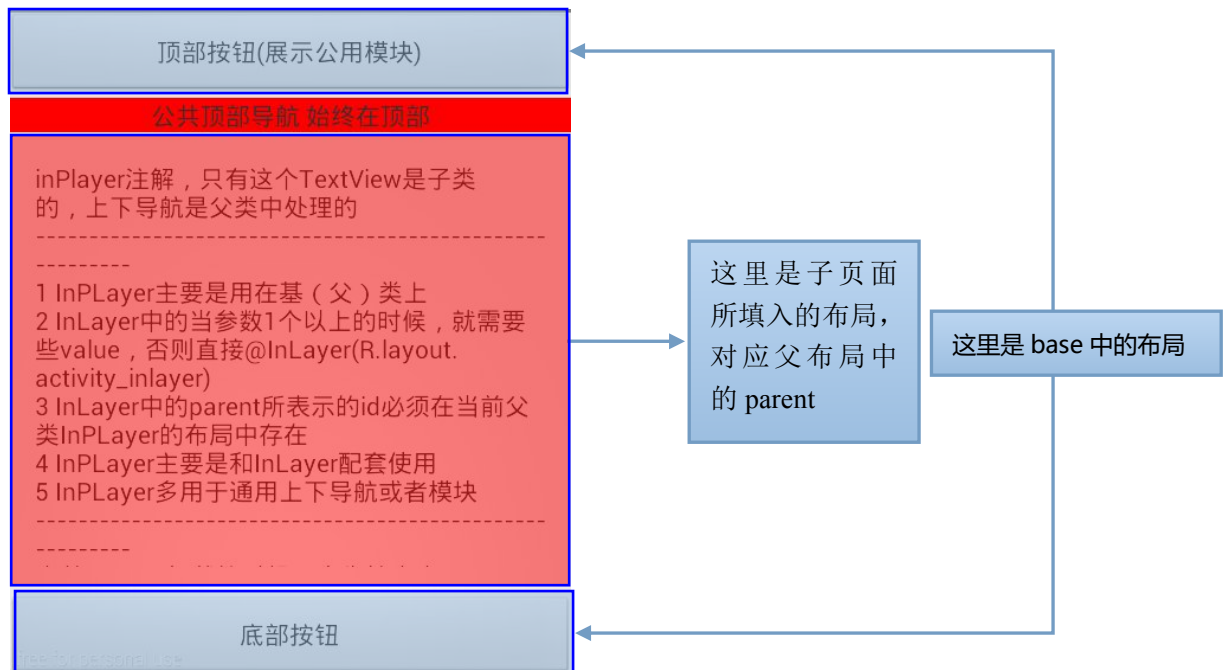 顶部按钮(展示公用模块)
公共顶部导航 始终在顶部
inPlayer注解，只有这个TextView是子类
的，上下导航是父类中处理的
------------------------------------------------
---------
1 InPLayer主要是用在基（父）类上
2 InLayer中的当参数1个以上的时候，就需要
些value，否则直接@InLayer(R.layout.
activity_inlayer)
3 InLayer中的parent所表示的id必须在当前父
类InPLayer的布局中存在
4 InPLayer主要是和InLayer配套使用
5 InPLayer多用于通用上下导航或者模块
------------------------------------------------
---------
底部按钮
free for personal use
这里是子页面
所填入的布局，
对应父布局中
的 parent
这里是 base 中的布局